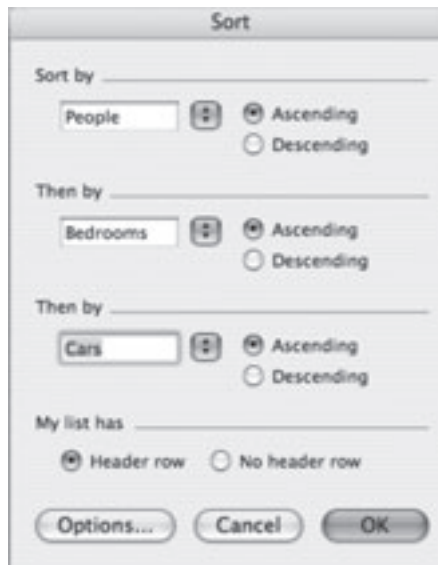 Sort
Sort by
People
Ascending
Descending
Then by
Bedrooms
Ascending
Descending
Then by
Cars
Ascending
Descending
My list has
Header row No header row
Options... Cancel OK